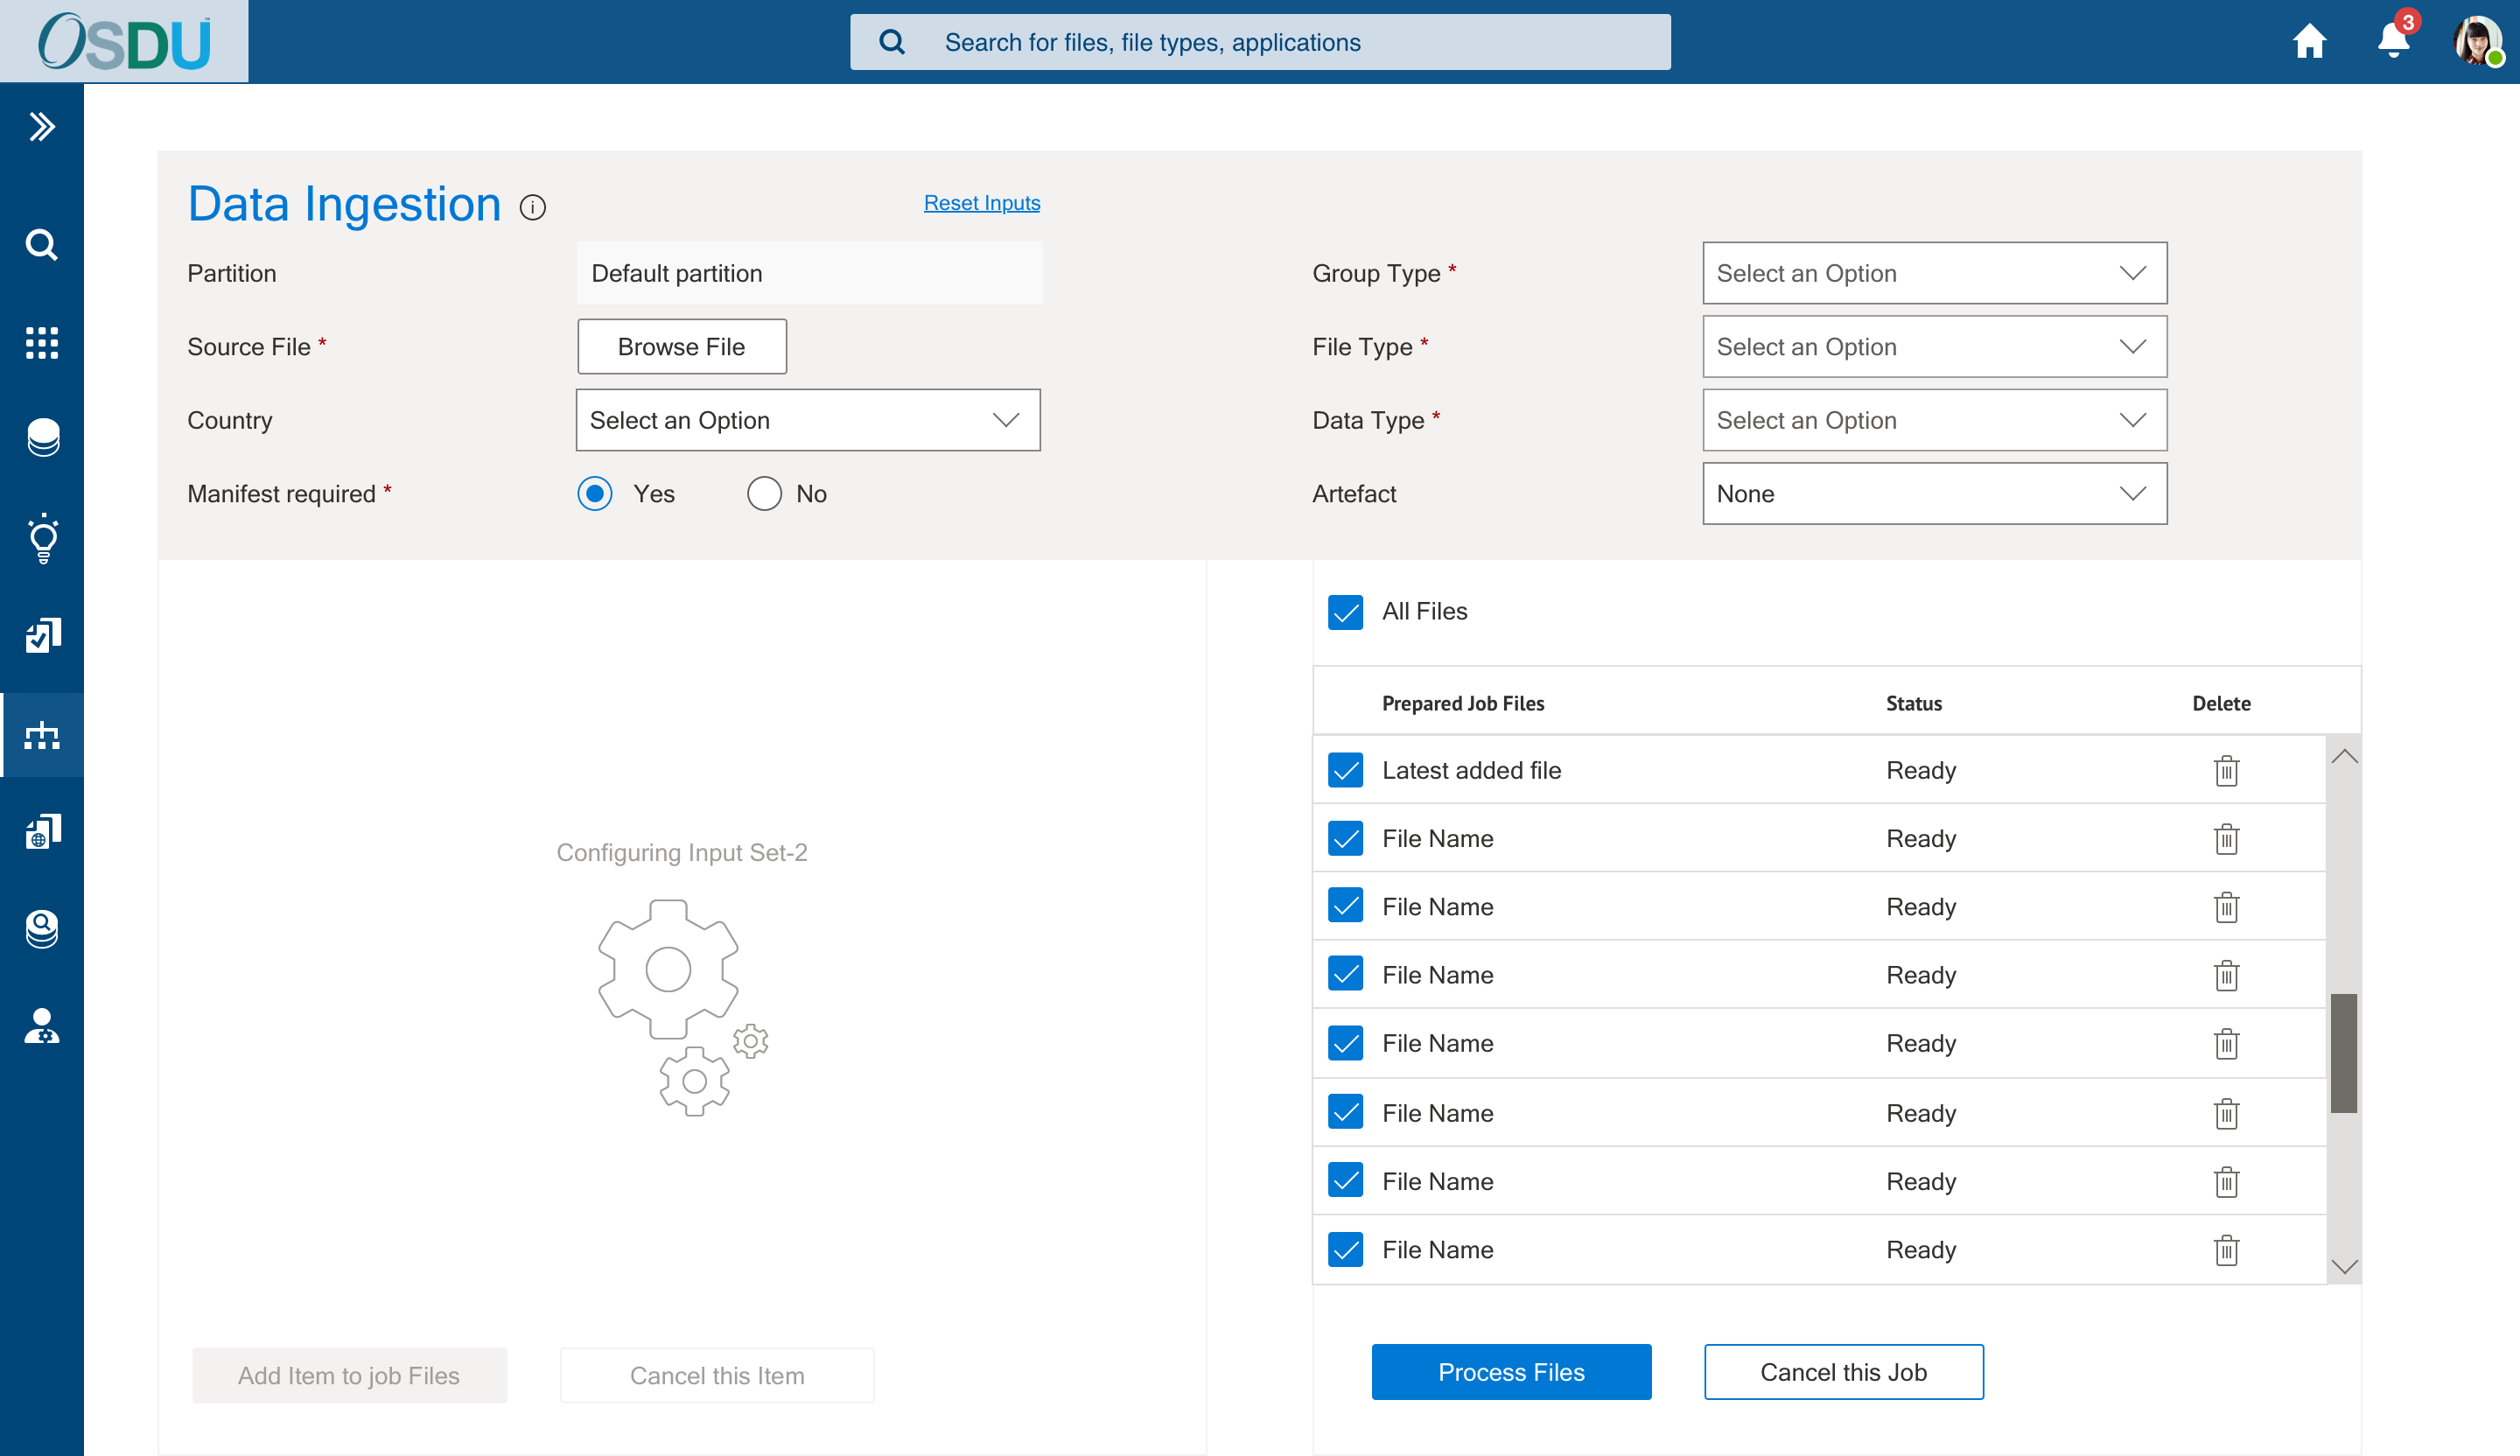 OSDU™
Search for files, file types, applications
3
Data Ingestion
Reset Inputs
Partition
Default partition
Group Type *
Select an Option
Source File *
Browse File
File Type *
Select an Option
Country
Select an Option
Data Type *
Select an Option
Manifest required *
Yes
No
Artefact
None
All Files
Prepared Job Files
Status
Delete
Latest added file
Ready
File Name
Ready
File Name
Ready
File Name
Ready
File Name
Ready
File Name
Ready
File Name
Ready
File Name
Ready
Configuring Input Set-2
Add Item to job Files
Cancel this Item
Process Files
Cancel this Job